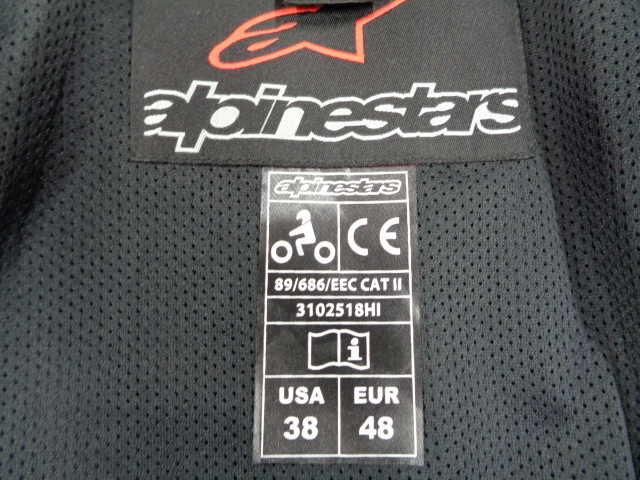 alpinestars
alpinestars
CE
89/686/EEC CAT II
3102518HI
i
USA EUR
38 48